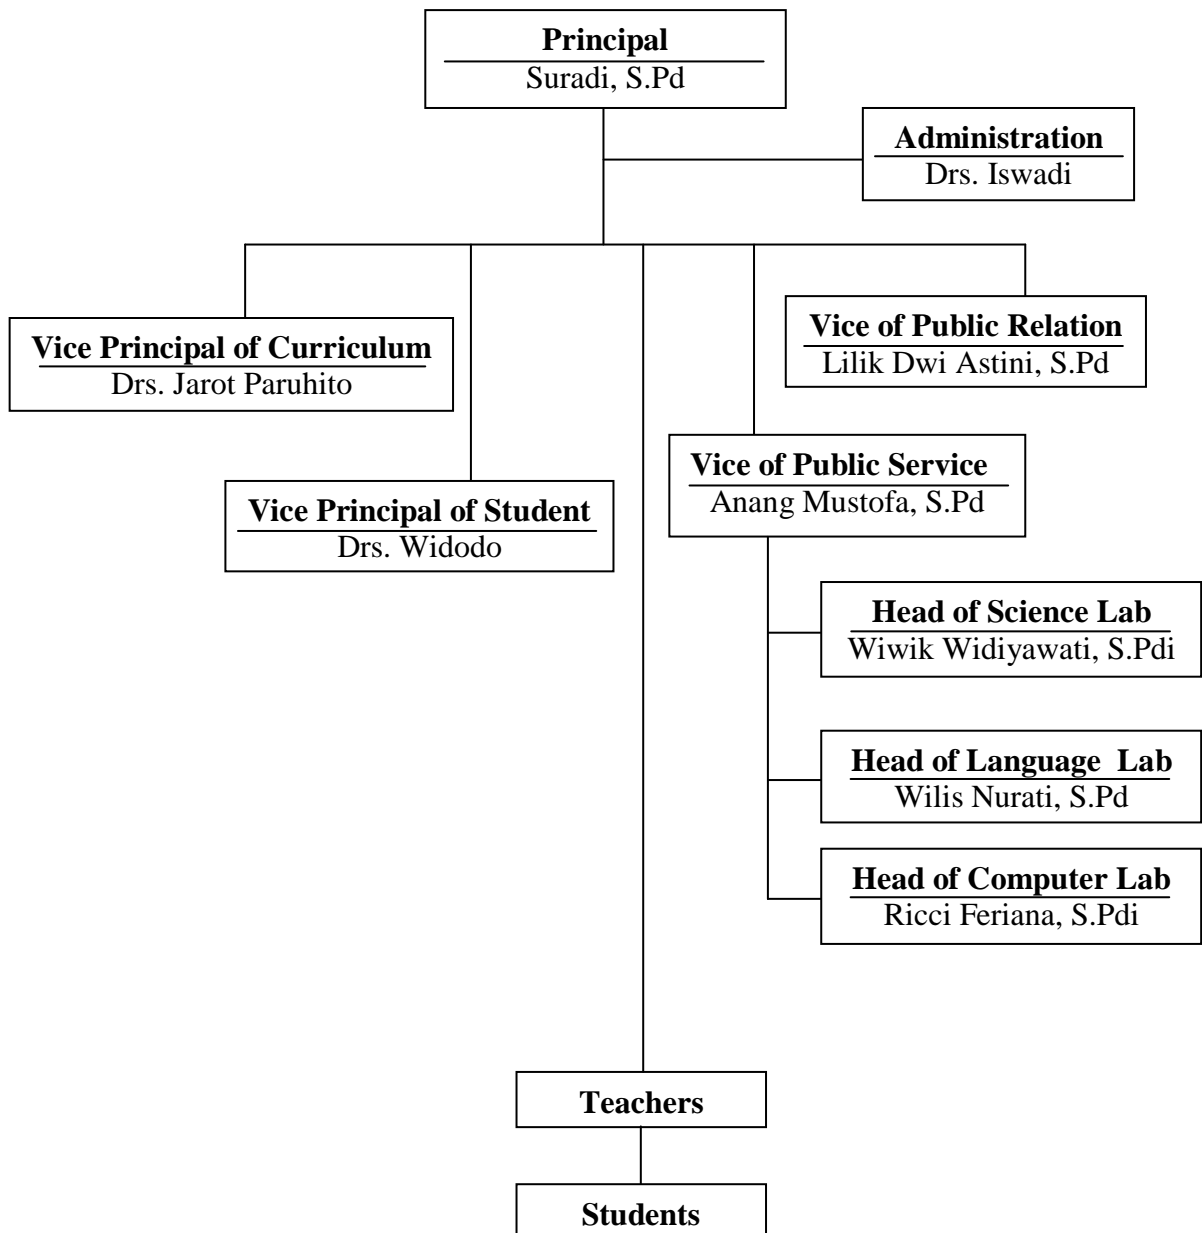 Principal
Suradi, S.Pd
Administration
Drs. Iswadi
Vice Principal of Curriculum
Drs. Jarot Paruhito
Vice of Public Relation
Lilik Dwi Astini, S.Pd
Vice Principal of Student
Drs. Widodo
Vice of Public Service
Anang Mustofa, S.Pd
Head of Science Lab
Wiwik Widiyawati, S.Pdi
Head of Language Lab
Wilis Nurati, S.Pd
Head of Computer Lab
Ricci Feriana, S.Pdi
Teachers
Students